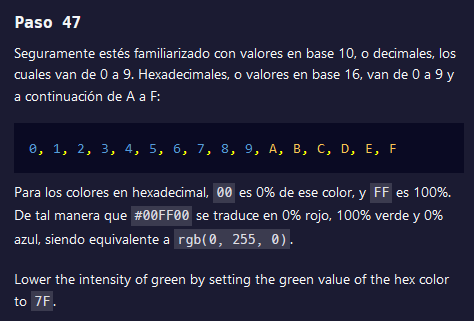 Paso 47
Seguramente estés familiarizado con valores en base 10, o decimales, los
cuales van de 0 a 9. Hexadecimales, o valores en base 16, van de 0 a 9 y
a continuación de A a F:
0, 1, 2, 3, 4, 5, 6, 7, 8, 9, A, B, C, D, E, F
Para los colores en hexadecimal, 00 es 0% de ese color, y FF es 100%.
De tal manera que #00FF00 se traduce en 0% rojo, 100% verde y 0%
azul, siendo equivalente a rgb(0, 255, 0).
Lower the intensity of green by setting the green value of the hex color
to 7F.